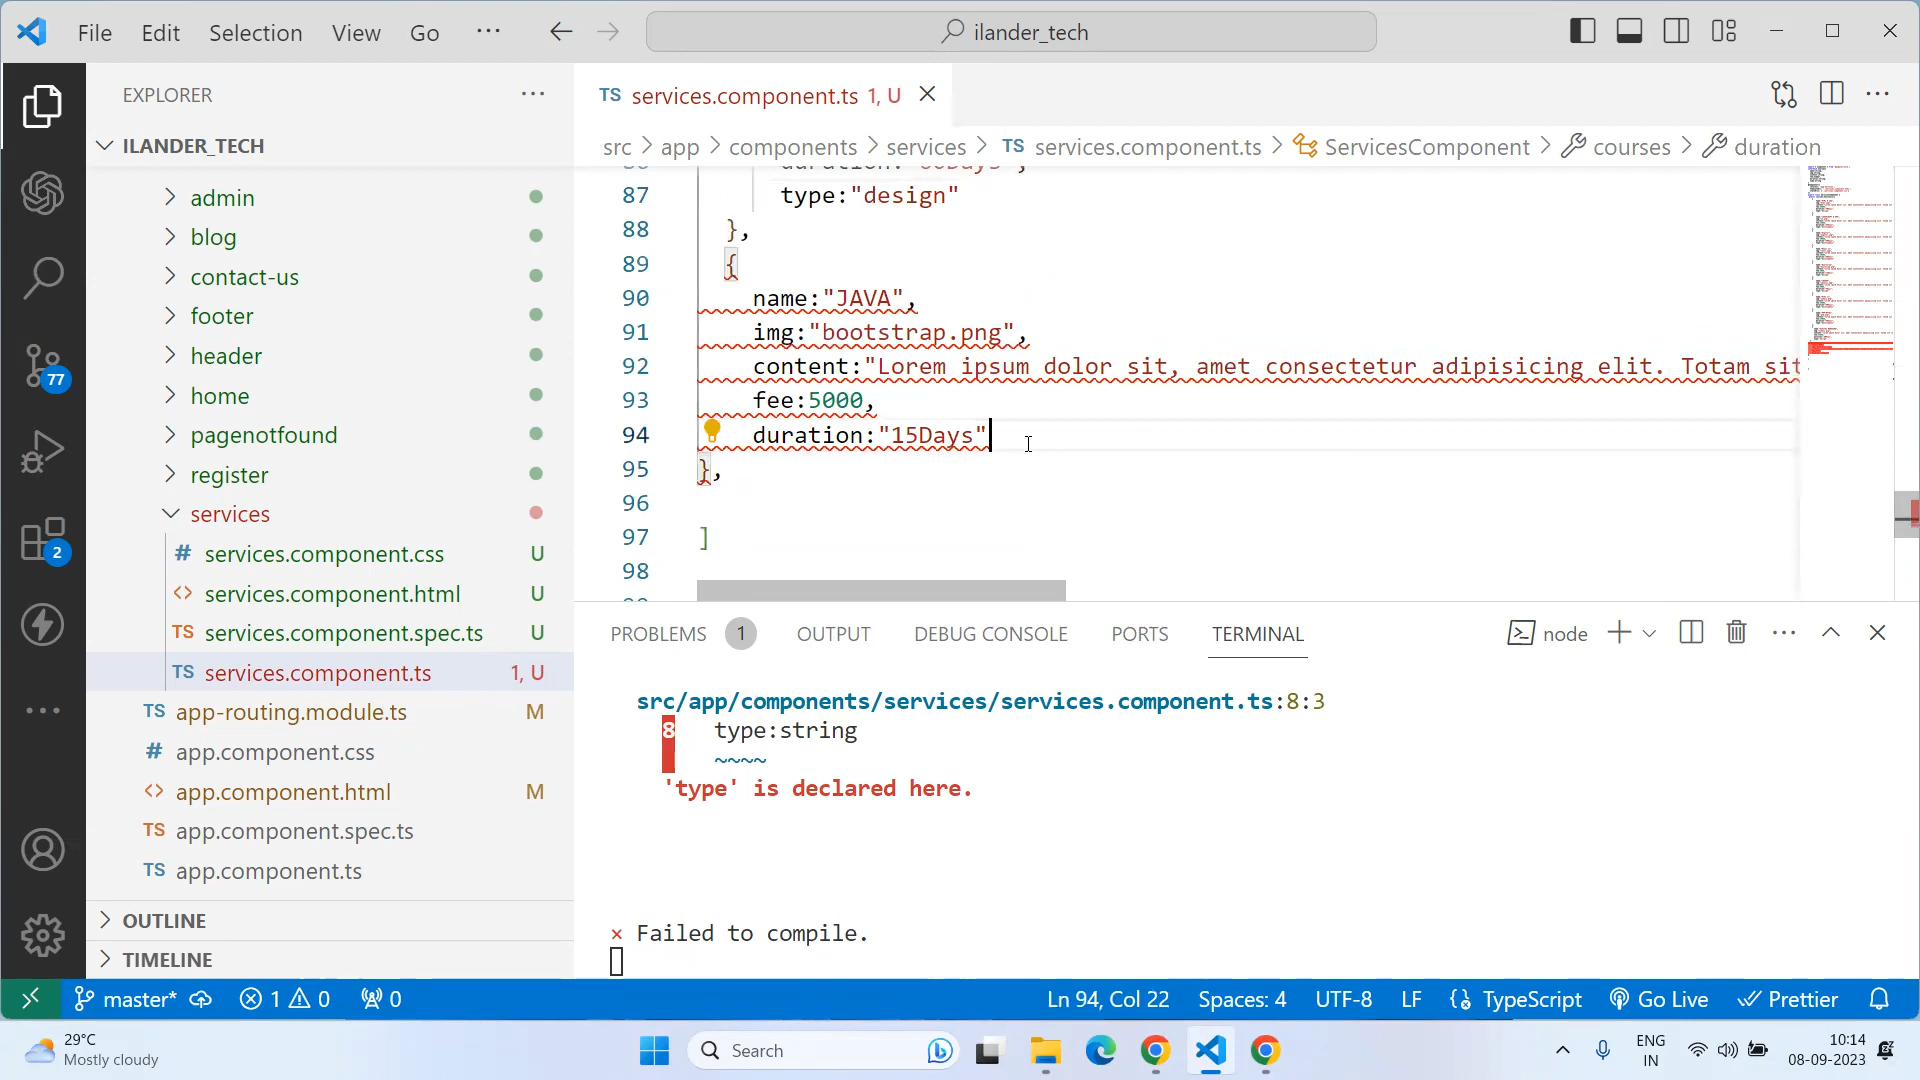 File Edit Selection View Go ···
ilander_tech
EXPLORER
ILANDER_TECH
admin
blog
contact-us
footer
header
home
pagenotfound
register
services
# services.component.css U
<> services.component.html U
TS services.component.spec.ts U
TS services.component.ts 1, U
TS app-routing.module.ts M
# app.component.css
<> app.component.html M
TS app.component.spec.ts
TS app.component.ts
OUTLINE
TIMELINE
77
2
TS services.component.ts 1, U
src > app > components > services > TS services.component.ts > ServicesComponent > courses > duration
87 type:"design"
88 },
89 {
90 name:"JAVA",
91 img:"bootstrap.png",
92 content:"Lorem ipsum dolor sit, amet consectetur adipisicing elit. Totam sit
93 fee:5000,
94 duration:"15Days"
95 },
96
97 ]
98
PROBLEMS 1 OUTPUT DEBUG CONSOLE PORTS TERMINAL
node
src/app/components/services/services.component.ts:8:3
8 type:string
~~~~
'type' is declared here.
× Failed to compile.
master* 1 0 0
Ln 94, Col 22 Spaces: 4 UTF-8 LF TypeScript Go Live Prettier
29°C
Mostly cloudy
Search
ENG
IN
10:14
08-09-2023